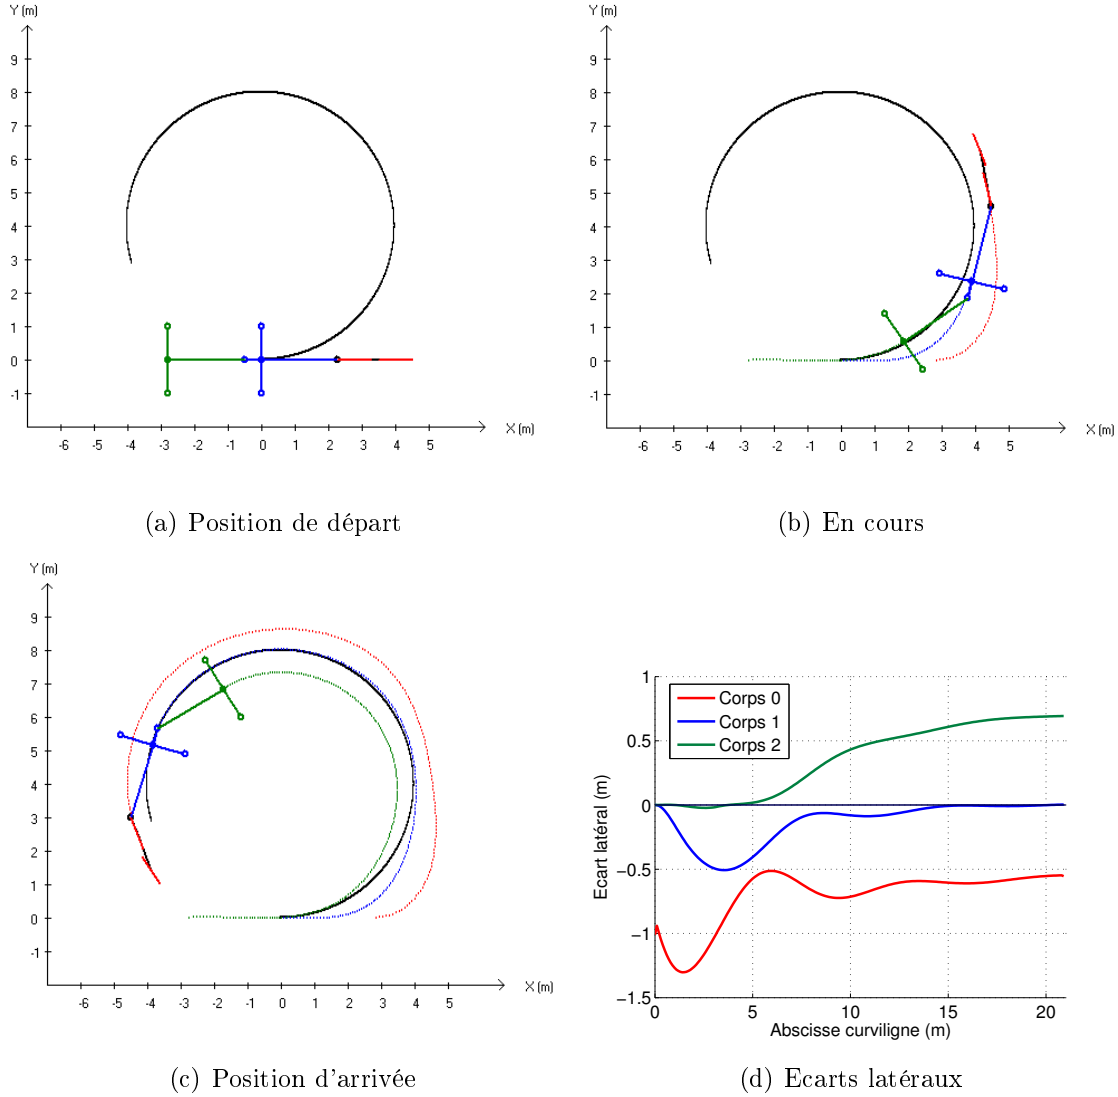 Y (m)
9
8
7
6
5
4
3
2
1
0
-1
-6 -5 -4 -3 -2 -1 0 1 2 3 4 5
X (m)
(a) Position de départ
Y (m)
9
8
7
6
5
4
3
2
1
0
-1
-6 -5 -4 -3 -2 -1 0 1 2 3 4 5
X (m)
(b) En cours
Y (m)
9
8
7
6
5
4
3
2
1
0
-1
-6 -5 -4 -3 -2 -1 0 1 2 3 4 5
X (m)
(c) Position d'arrivée
1
0.5
0
−0.5
−1
−1.5
Ecart latéral (m)
Corps 0
Corps 1
Corps 2
0 5 10 15 20
Abscisse curviligne (m)
(d) Ecarts latéraux